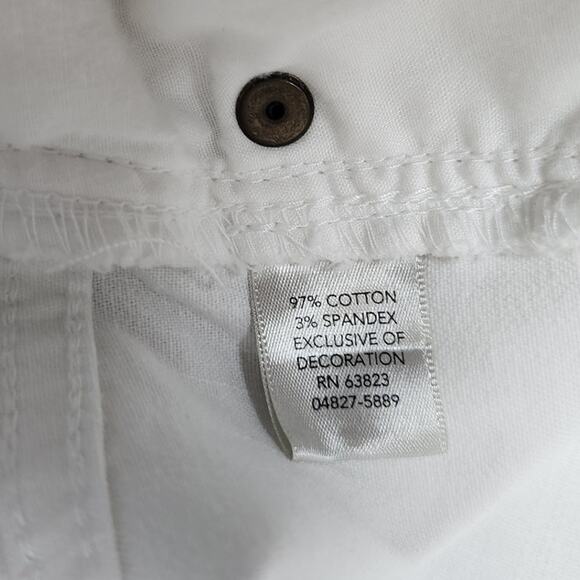 97% COTTON
3% SPANDEX
EXCLUSIVE OF
DECORATION
RN 63823
04827-5889